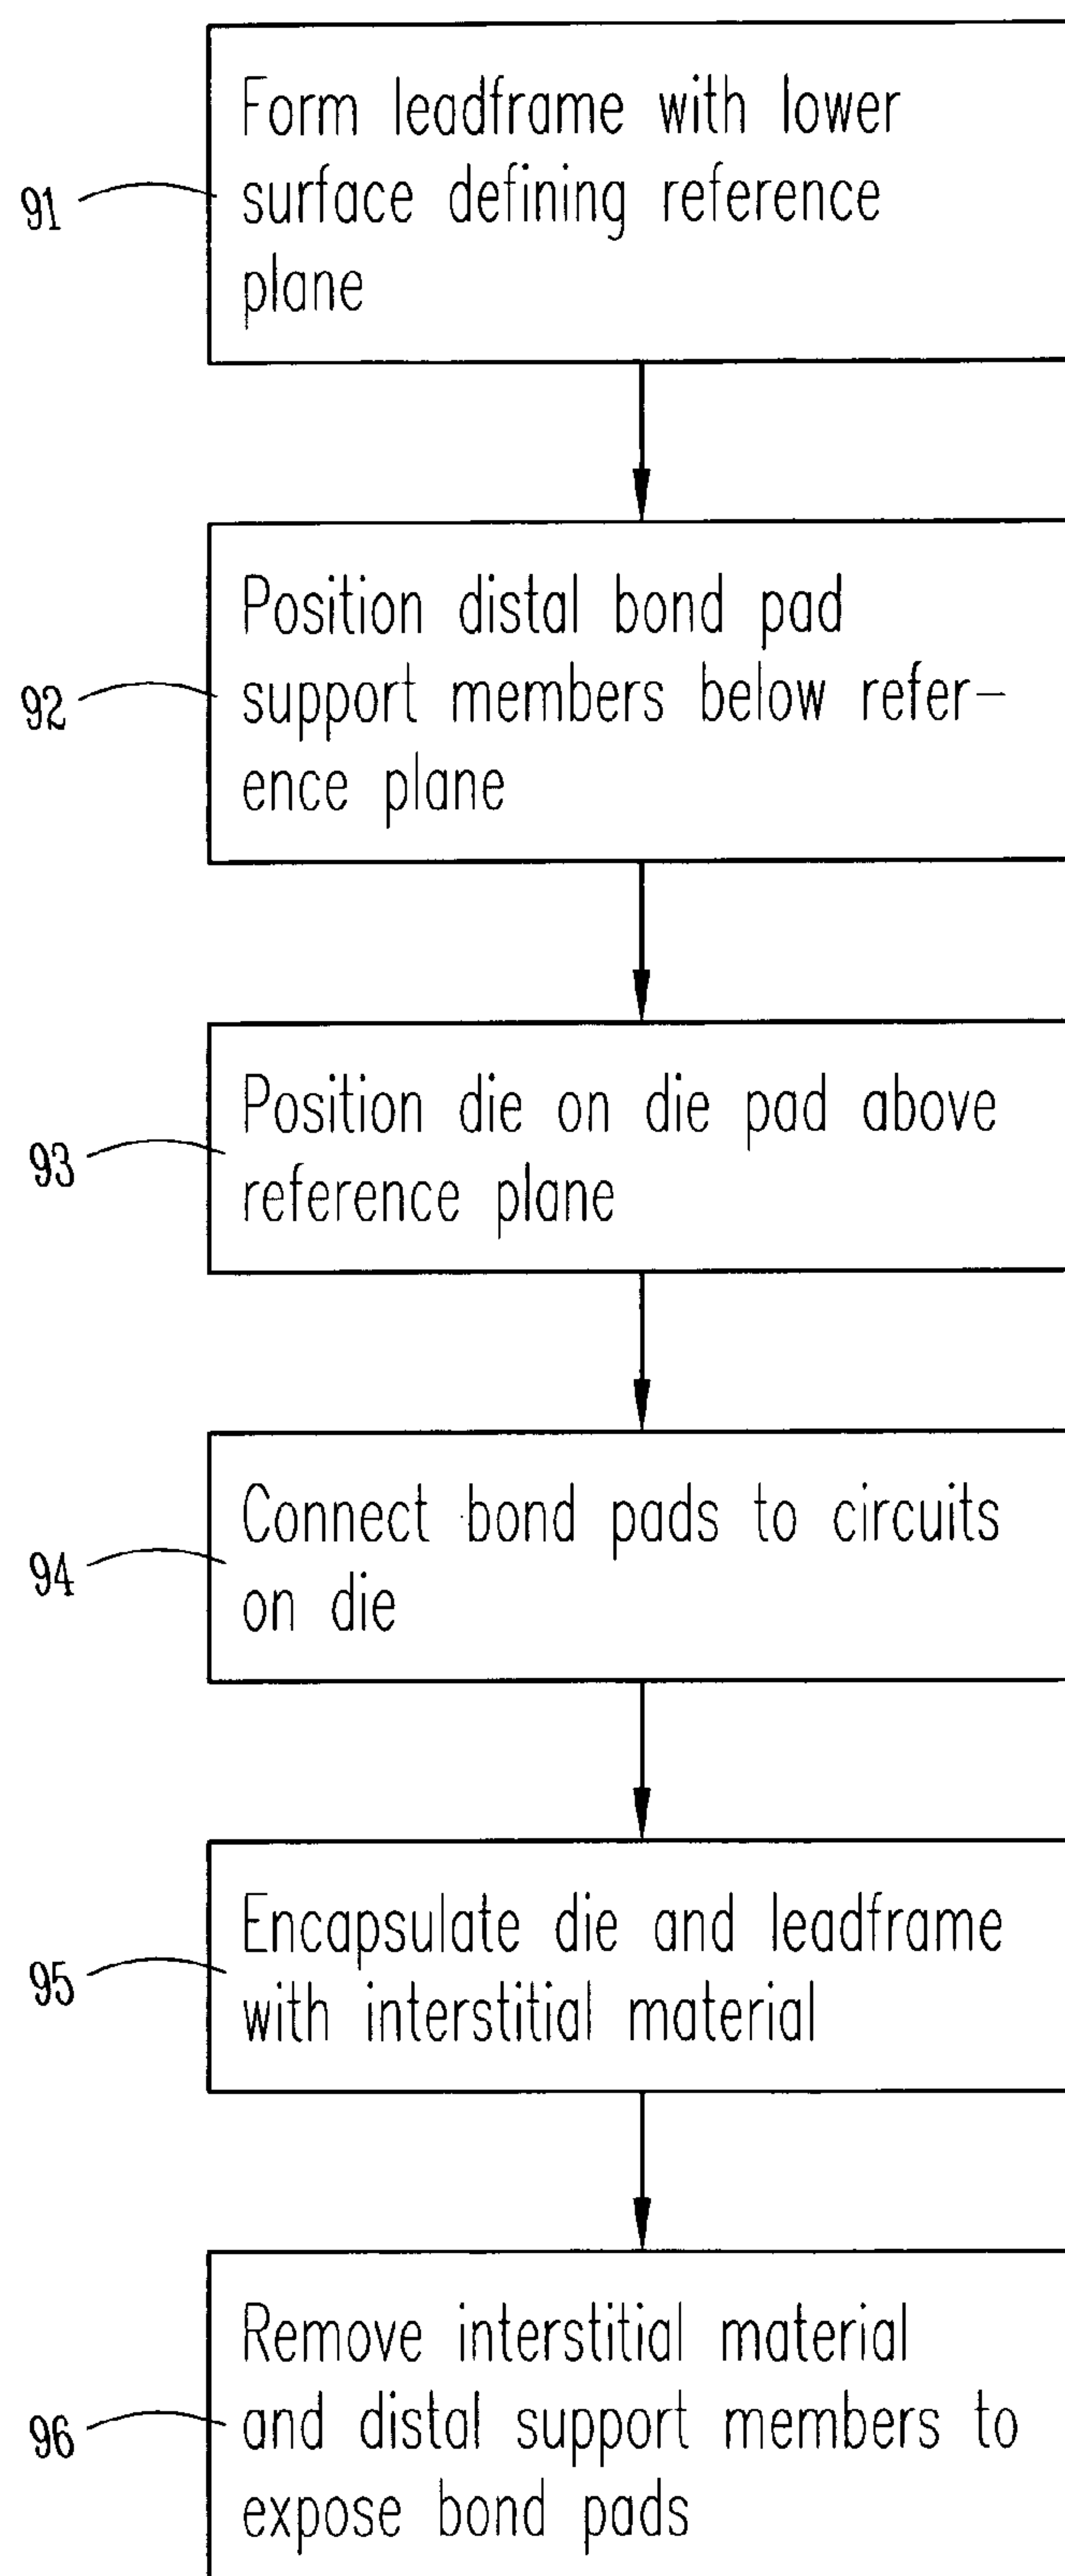 Form leadframe with lower
surface defining reference
plane
91
Position distal bond pad
support members below refer-
ence plane
92
Position die on die pad above
reference plane
93
Connect bond pads to circuits
on die
94
Encapsulate die and leadframe
with interstitial material
95
Remove interstitial material
and distal support members to
expose bond pads
96